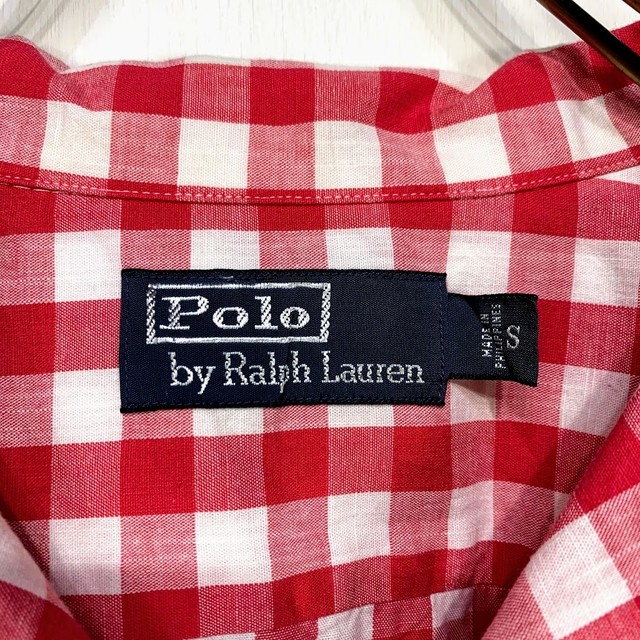 Polo
by Ralph Lauren
MADE IN
PHILIPPINES
S